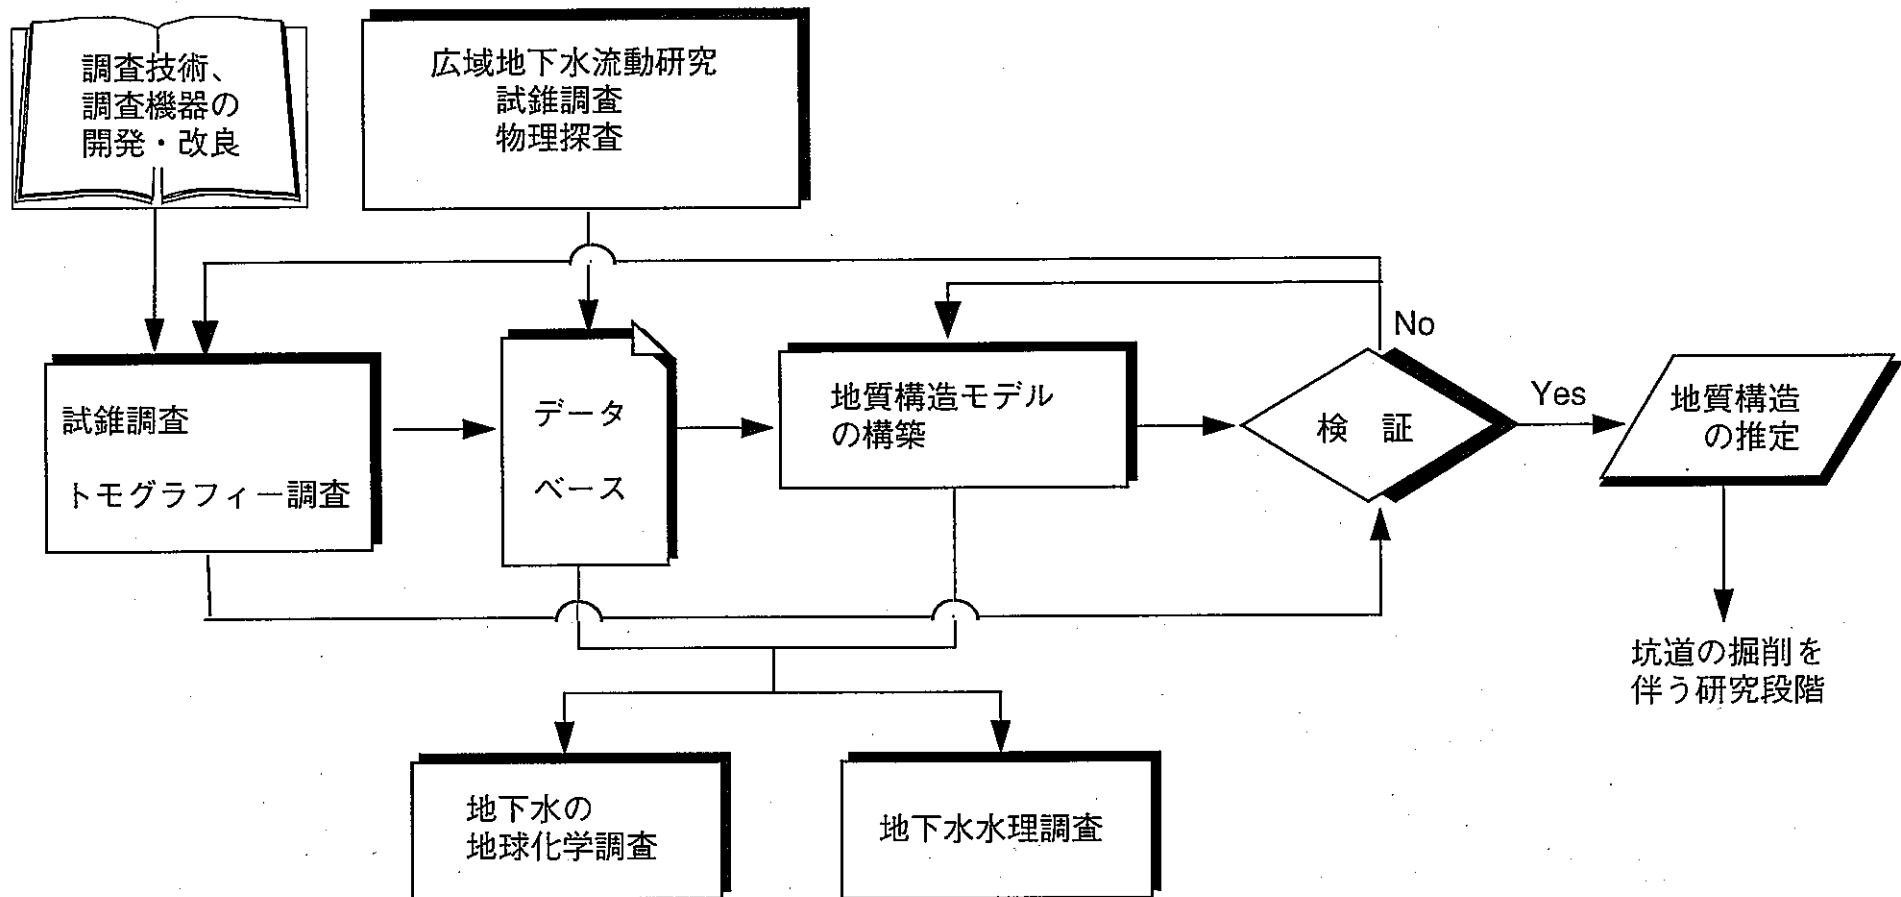 調査技術、
調査機器の
開発・改良
広域地下水流動研究
試錐調査
物理探査
No
Yes
試錐調査
トモグラフィー調査
データ
ベース
地質構造モデル
の構築
検 証
地質構造
の推定
坑道の掘削を
伴う研究段階
地下水の
地球化学調査
地下水水理調査